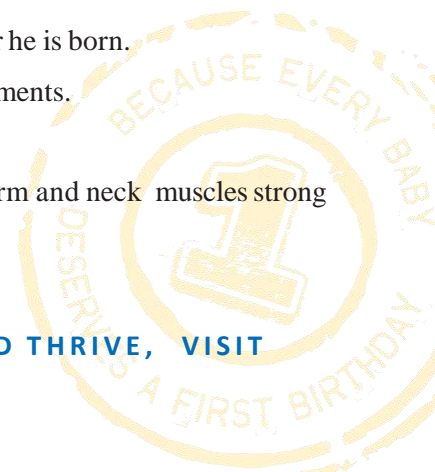 r he is born.
ments.
rm and neck muscles strong
D THRIVE, VISIT
BECAUSE EVERY BABY
1
DESERVES A FIRST BIRTHDAY